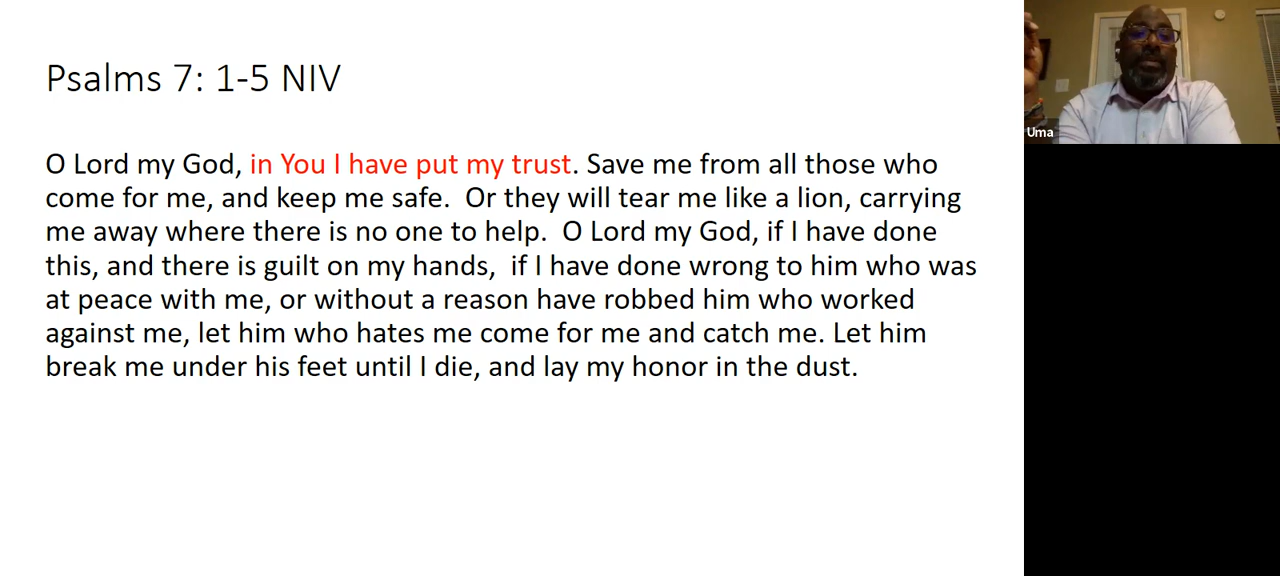 Psalms 7: 1-5 NIV
O Lord my God, in You I have put my trust. Save me from all those who
come for me, and keep me safe.  Or they will tear me like a lion, carrying
me away where there is no one to help.  O Lord my God, if I have done
this, and there is guilt on my hands,  if I have done wrong to him who was
at peace with me, or without a reason have robbed him who worked
against me, let him who hates me come for me and catch me. Let him
break me under his feet until I die, and lay my honor in the dust.
Uma